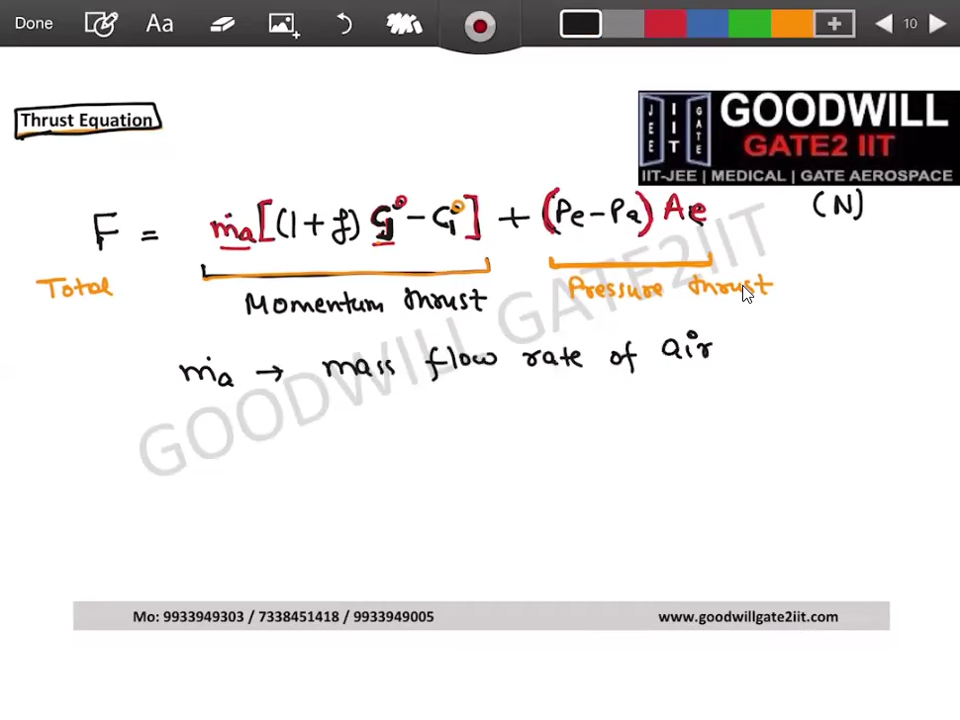 Done Aa 10
Thrust Equation
JEE IIT GATE
GOODWILL
GATE2 IIT
IIT-JEE | MEDICAL | GATE AEROSPACE
F = ṁa[(1+f) Cj - Ci] + (Pe-Pa) Ae (N)
Total Momentum thrust Pressure thrust
ṁa → mass flow rate of air
GOODWILL GATE2IIT
Mo: 9933949303 / 7338451418 / 9933949005 www.goodwillgate2iit.com